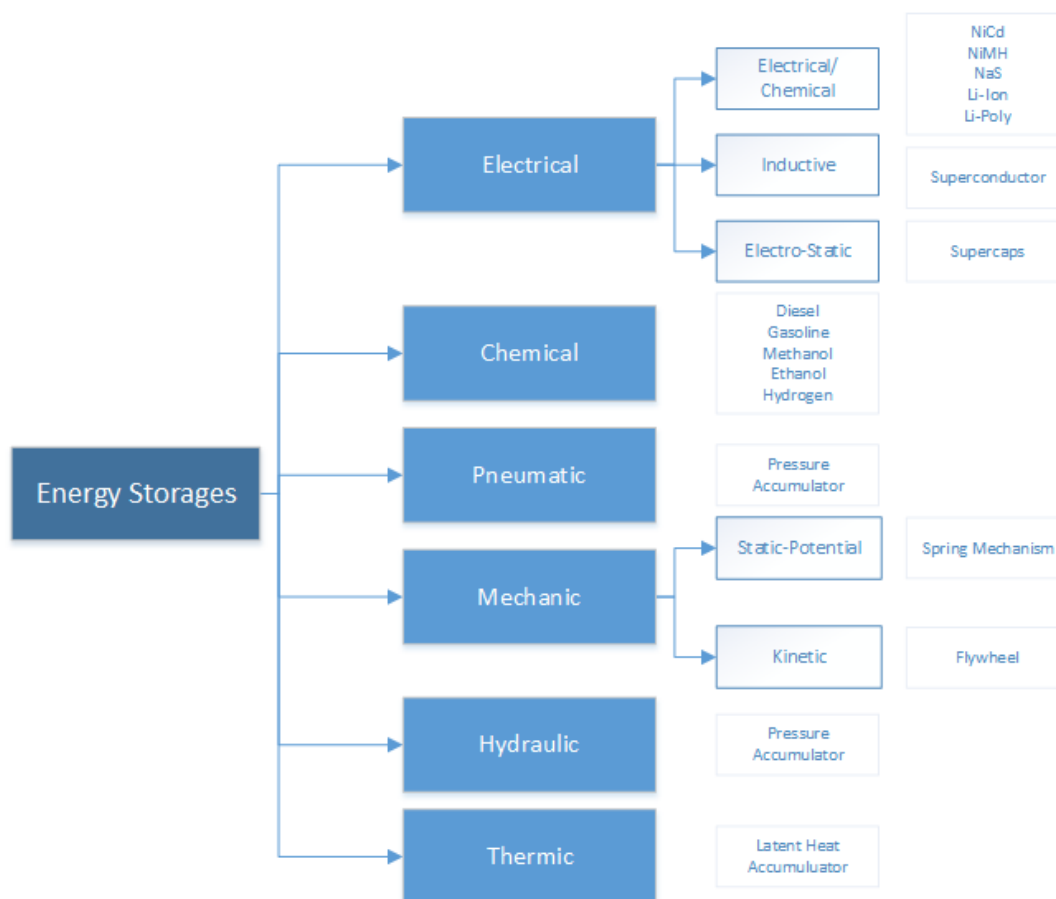 Energy Storages
Electrical
Electrical/
Chemical
NiCd
NiMH
NaS
Li-Ion
Li-Poly
Inductive
Superconductor
Electro-Static
Supercaps
Chemical
Diesel
Gasoline
Methanol
Ethanol
Hydrogen
Pneumatic
Pressure
Accumulator
Mechanic
Static-Potential
Spring Mechanism
Kinetic
Flywheel
Hydraulic
Pressure
Accumulator
Thermic
Latent Heat
Accumuluator